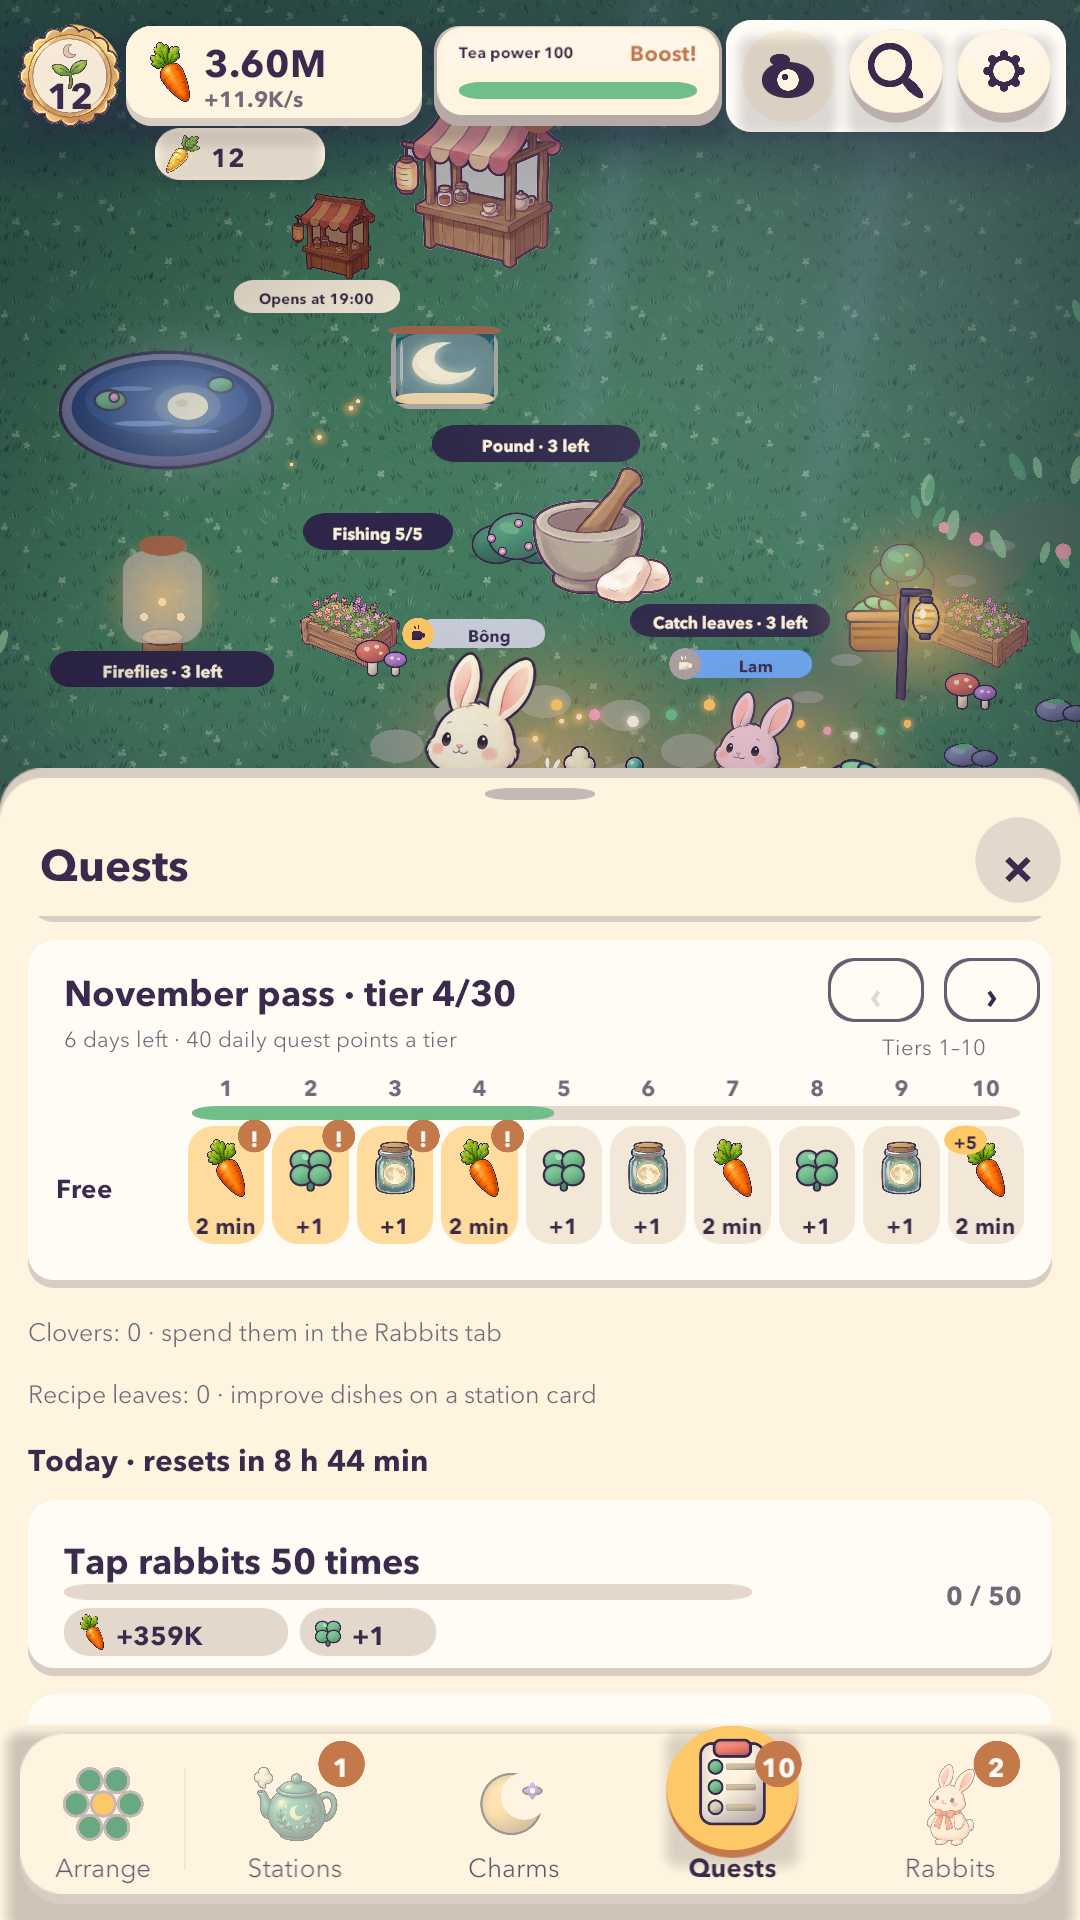 12
3.60M
+11.9K/s
Tea power 100
Boost!
12
Opens at 19:00
Pound · 3 left
Fishing 5/5
Catch leaves · 3 left
Bông
Lam
Fireflies · 3 left
Quests
×
November pass · tier 4/30
‹ ›
6 days left · 40 daily quest points a tier
Tiers 1–10
1 2 3 4 5 6 7 8 9 10
! ! ! ! +5
Free
2 min +1 +1 2 min +1 +1 2 min +1 +1 2 min
Clovers: 0 · spend them in the Rabbits tab
Recipe leaves: 0 · improve dishes on a station card
Today · resets in 8 h 44 min
Tap rabbits 50 times
0 / 50
+359K +1
1 10 2
Arrange Stations Charms Quests Rabbits